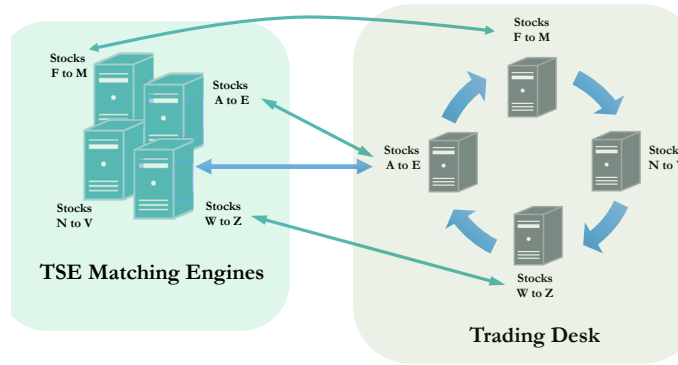 Stocks
F to M
Stocks
A to E
Stocks
N to V
Stocks
W to Z
TSE Matching Engines
Stocks
F to M
Stocks
A to E
N to
Stocks
W to Z
Trading Desk